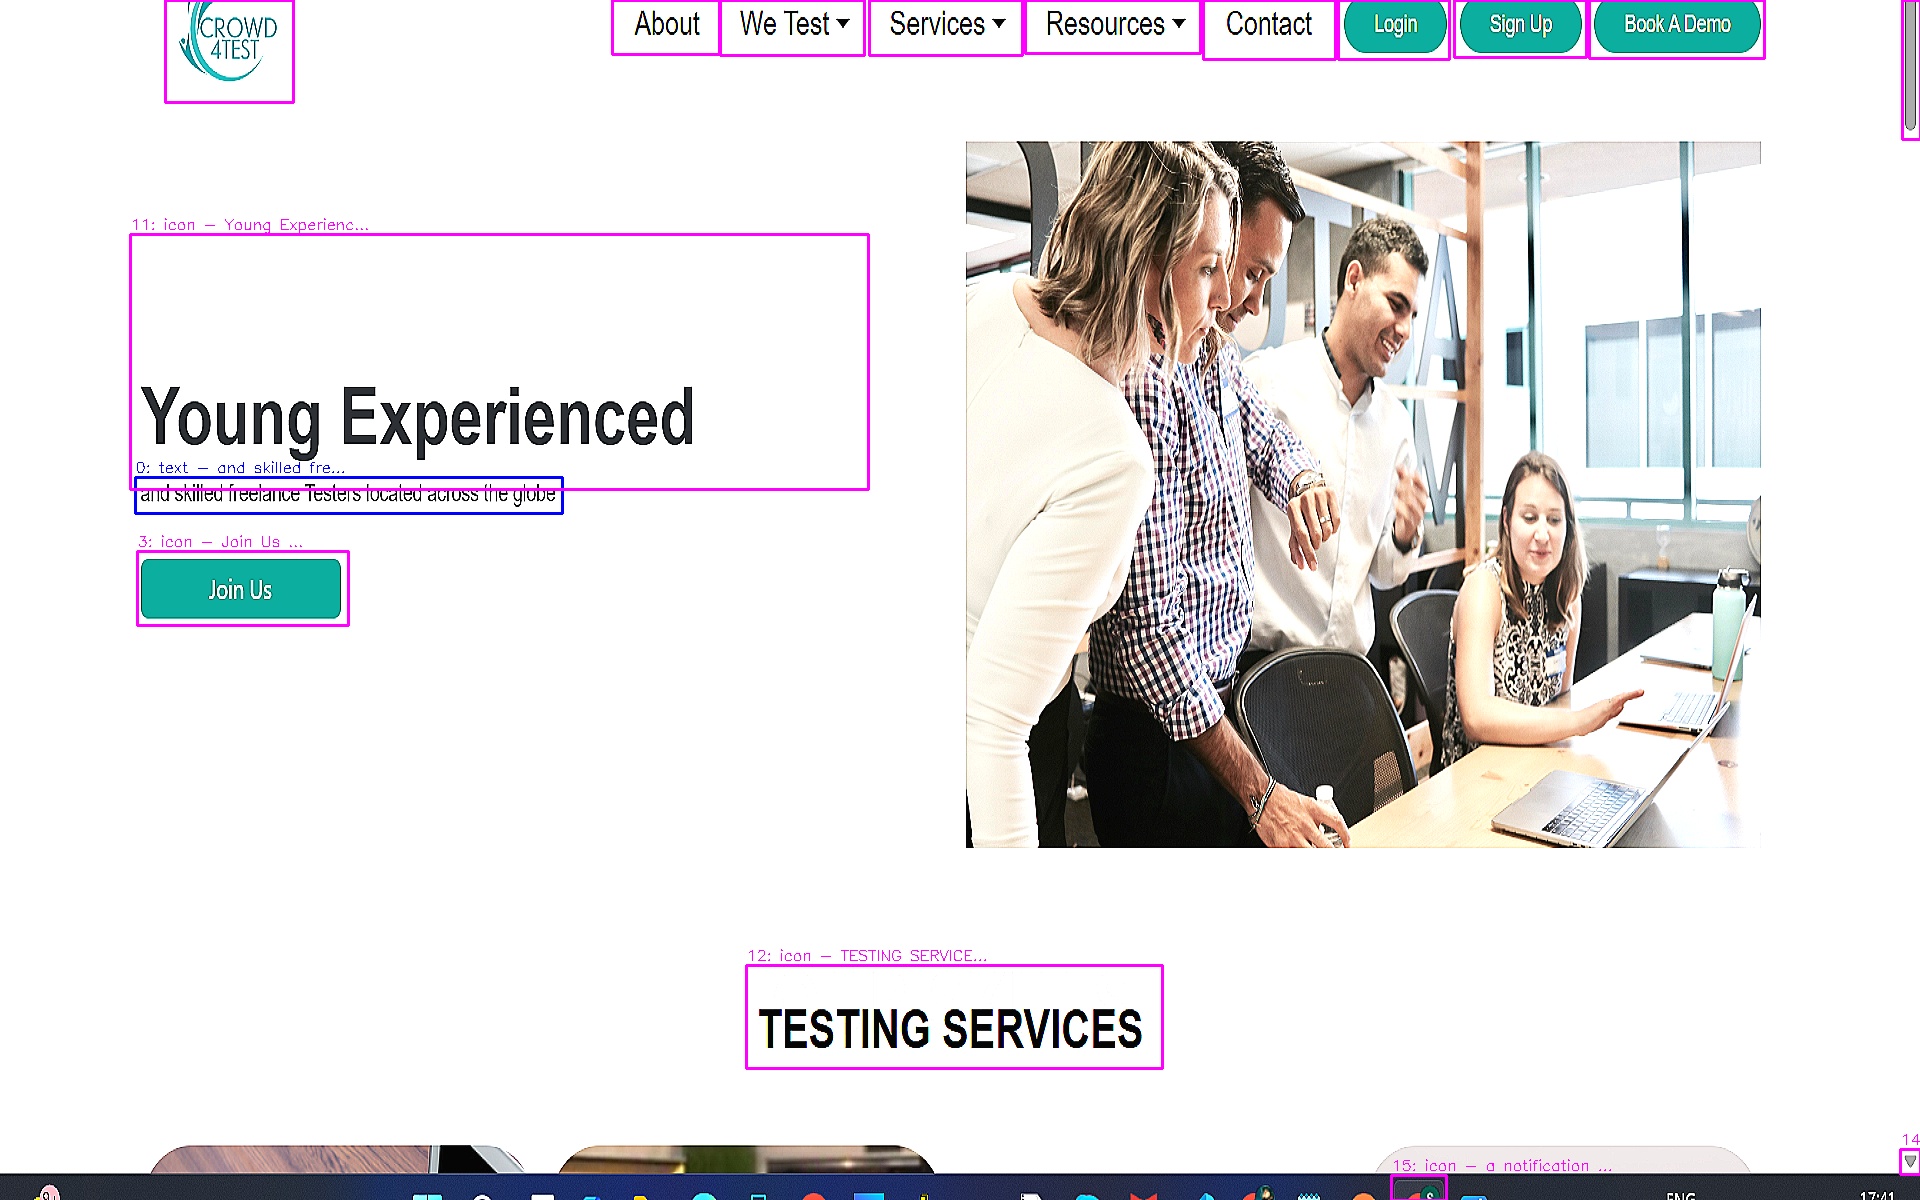 CROWD
4TEST
About We Test Services Resources Contact Login Sign Up Book A Demo
11: icon – Young Experienc...
Young Experienced
0: text – and skilled fre...
and skilled freelance Testers located across the globe
3: icon – Join Us ...
Join Us
12: icon – TESTING SERVICE...
TESTING SERVICES
14
15: icon – a notification ...
ENG
17:41